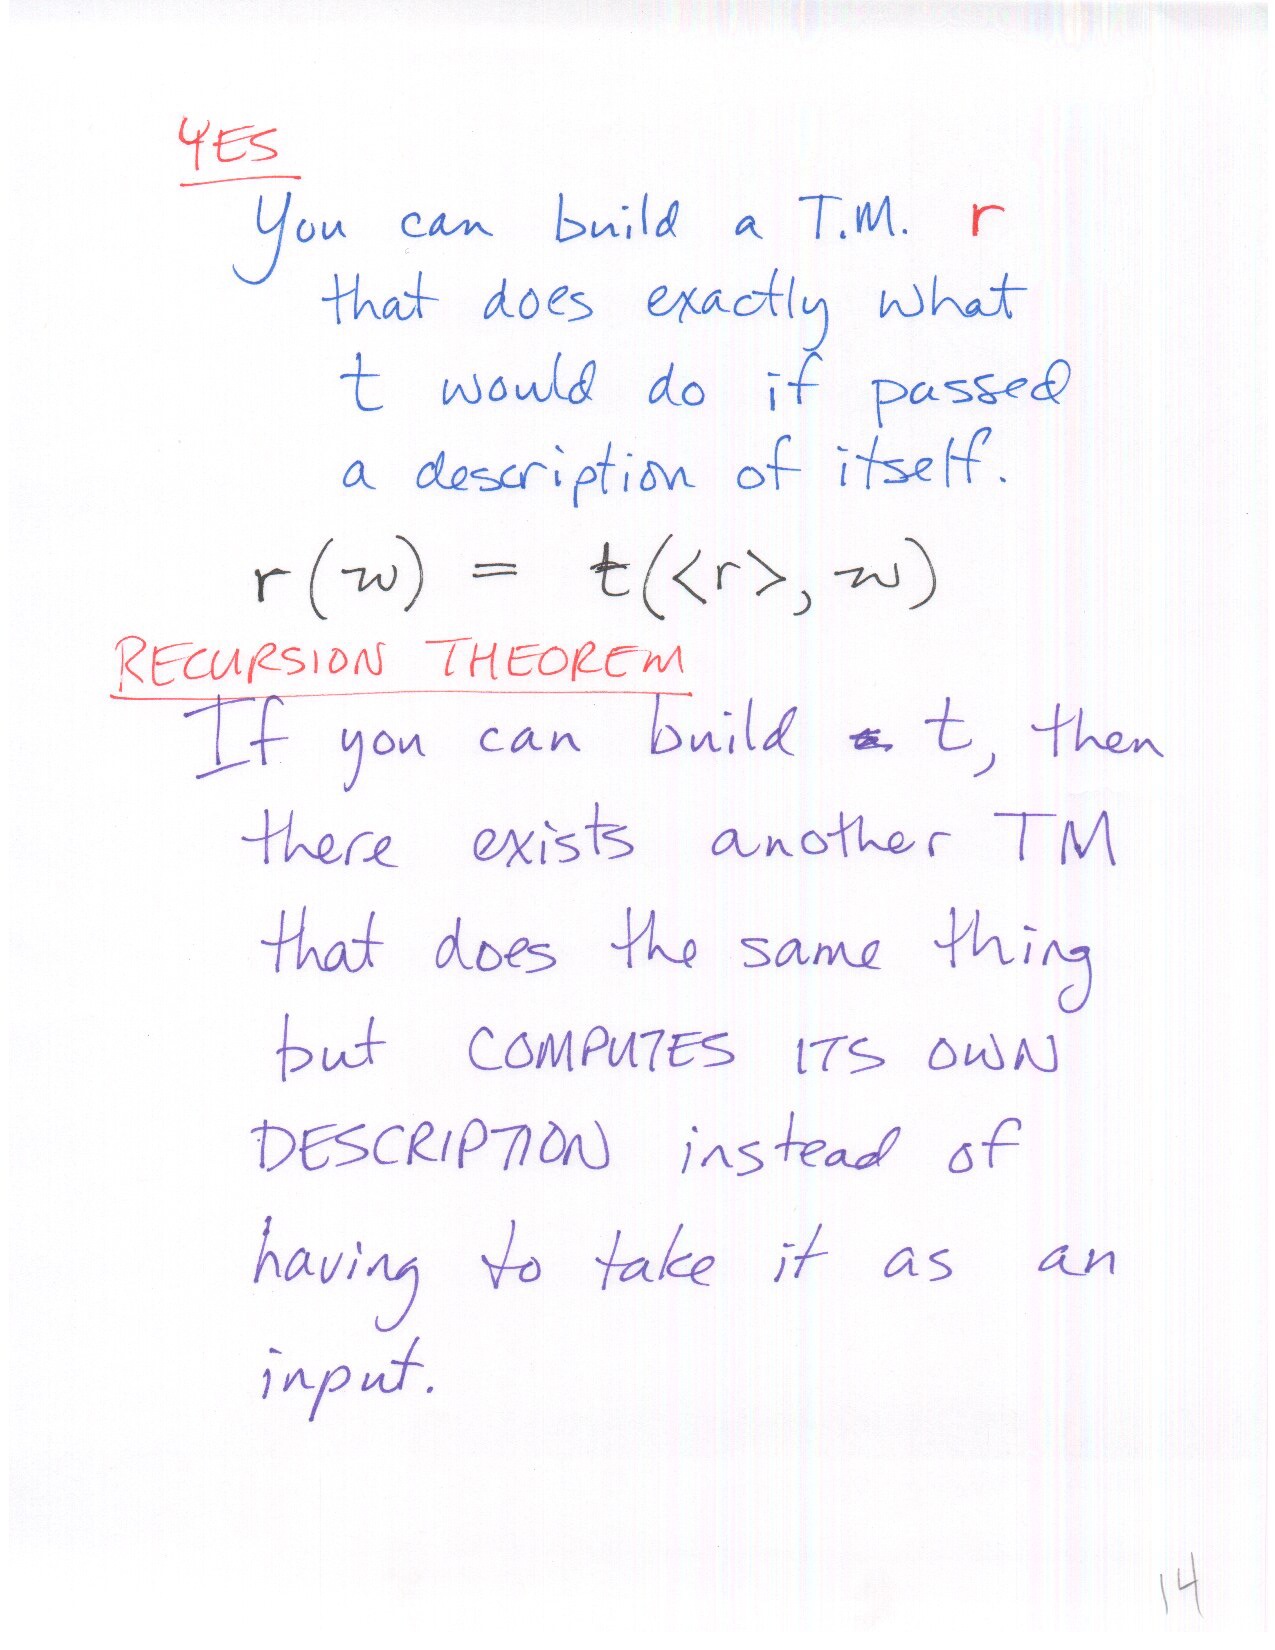 YES
You can build a T.M. r
that does exactly what
t would do if passed
a description of itself.
r(w) = t(<r>, w)
RECURSION THEOREM
If you can build t, then
there exists another TM
that does the same thing
but COMPUTES ITS OWN
DESCRIPTION instead of
having to take it as an
input.
14